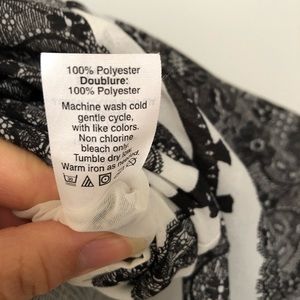 100% Polyester
Doublure:
100% Polyester
Machine wash cold
gentle cycle,
with like colors.
Non chlorine
bleach only
Tumble dry low.
Warm iron as